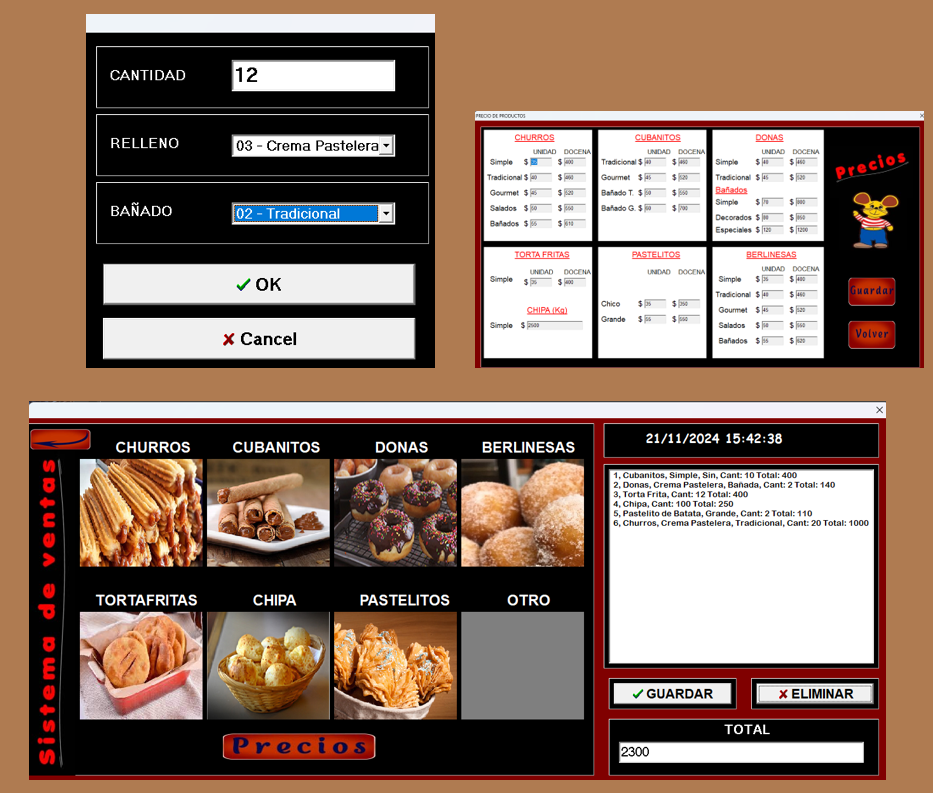 CANTIDAD 12
RELLENO 03 - Crema Pastelera
BAÑADO 02 - Tradicional
OK
Cancel
PRECIO DE PRODUCTOS
CHURROS
UNIDAD DOCENA
Simple $ 35 $ 400
Tradicional $ 40 $ 460
Gourmet $ 45 $ 520
Salados $ 50 $ 550
Bañados $ 55 $ 610
CUBANITOS
UNIDAD DOCENA
Tradicional $ 40 $ 460
Gourmet $ 45 $ 520
Bañado T. $ 50 $ 550
Bañado G. $ 60 $ 700
DONAS
UNIDAD DOCENA
Simple $ 40 $ 460
Tradicional $ 45 $ 520
Bañados
Simple $ 70 $ 800
Decorados $ 80 $ 850
Especiales $ 120 $ 1200
Precios
TORTA FRITAS
UNIDAD DOCENA
Simple $ 35 $ 400
CHIPA (Kg)
Simple $ 2500
PASTELITOS
UNIDAD DOCENA
Chico $ 35 $ 350
Grande $ 55 $ 550
BERLINESAS
UNIDAD DOCENA
Simple $ 35 $ 400
Tradicional $ 40 $ 460
Gourmet $ 45 $ 520
Salados $ 50 $ 550
Bañados $ 55 $ 620
Guardar
Volver
Sistema de ventas
CHURROS CUBANITOS DONAS BERLINESAS
TORTAFRITAS CHIPA PASTELITOS OTRO
Precios
21/11/2024 15:42:38
1, Cubanitos, Simple, Sin, Cant: 10 Total: 400
2, Donas, Crema Pastelera, Bañada, Cant: 2 Total: 140
3, Torta Frita, Cant: 12 Total: 400
4, Chipa, Cant: 100 Total: 250
5, Pastelito de Batata, Grande, Cant: 2 Total: 110
6, Churros, Crema Pastelera, Tradicional, Cant: 20 Total: 1000
GUARDAR ELIMINAR
TOTAL
2300